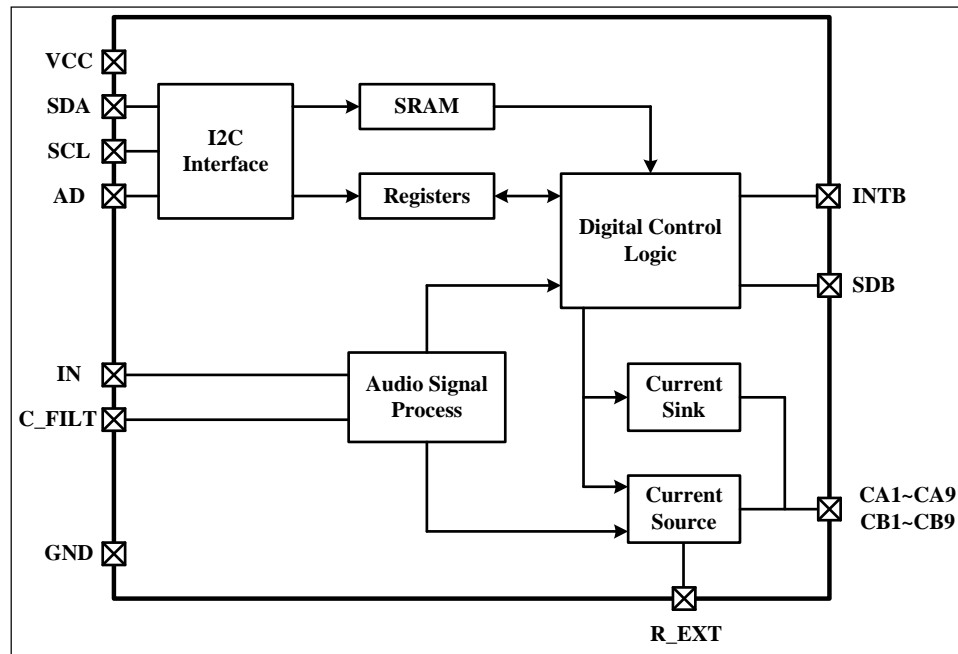 VCC
SDA
SCL
AD
I2C
Interface
SRAM
Registers
Digital Control
Logic
INTB
SDB
IN
C_FILT
Audio Signal
Process
Current
Sink
Current
Source
CA1~CA9
CB1~CB9
GND
R_EXT